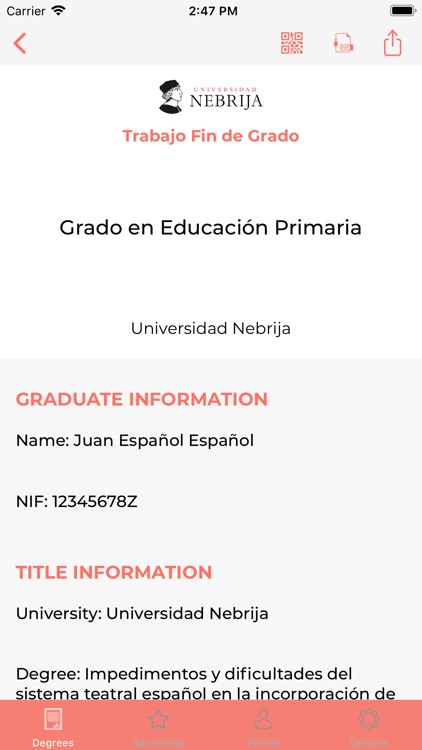 Carrier 2:47 PM
UNIVERSIDAD
NEBRIJA
Trabajo Fin de Grado
Grado en Educación Primaria
Universidad Nebrija
GRADUATE INFORMATION
Name: Juan Español Español
NIF: 12345678Z
TITLE INFORMATION
University: Universidad Nebrija
Degree: Impedimentos y dificultades del
sistema teatral español en la incorporación de
Degrees Profile